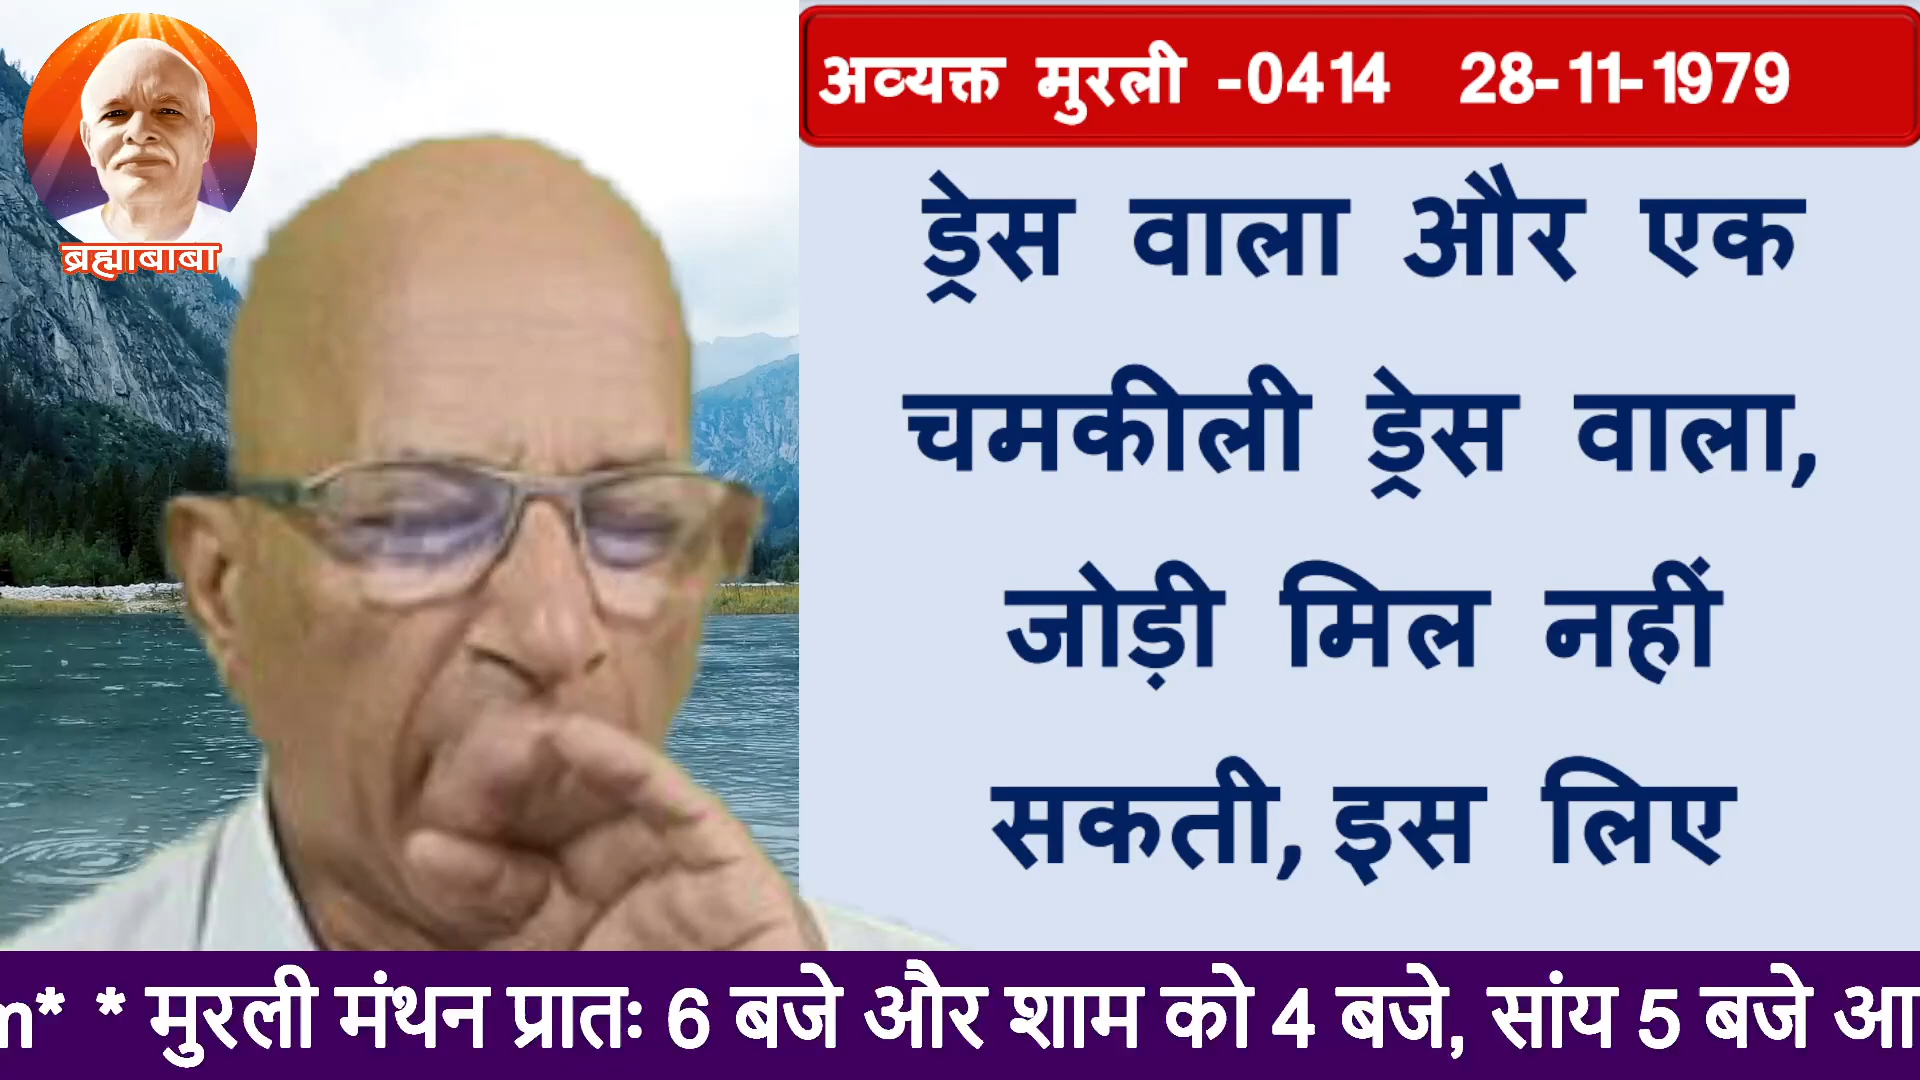 ब्रह्माबाबा
अव्यक्त मुरली -0414 28-11-1979
ड्रेस वाला और एक
चमकीली ड्रेस वाला,
जोड़ी मिल नहीं
सकती, इस लिए
* * मुरली मंथन प्रातः 6 बजे और शाम को 4 बजे, सांय 5 बजे